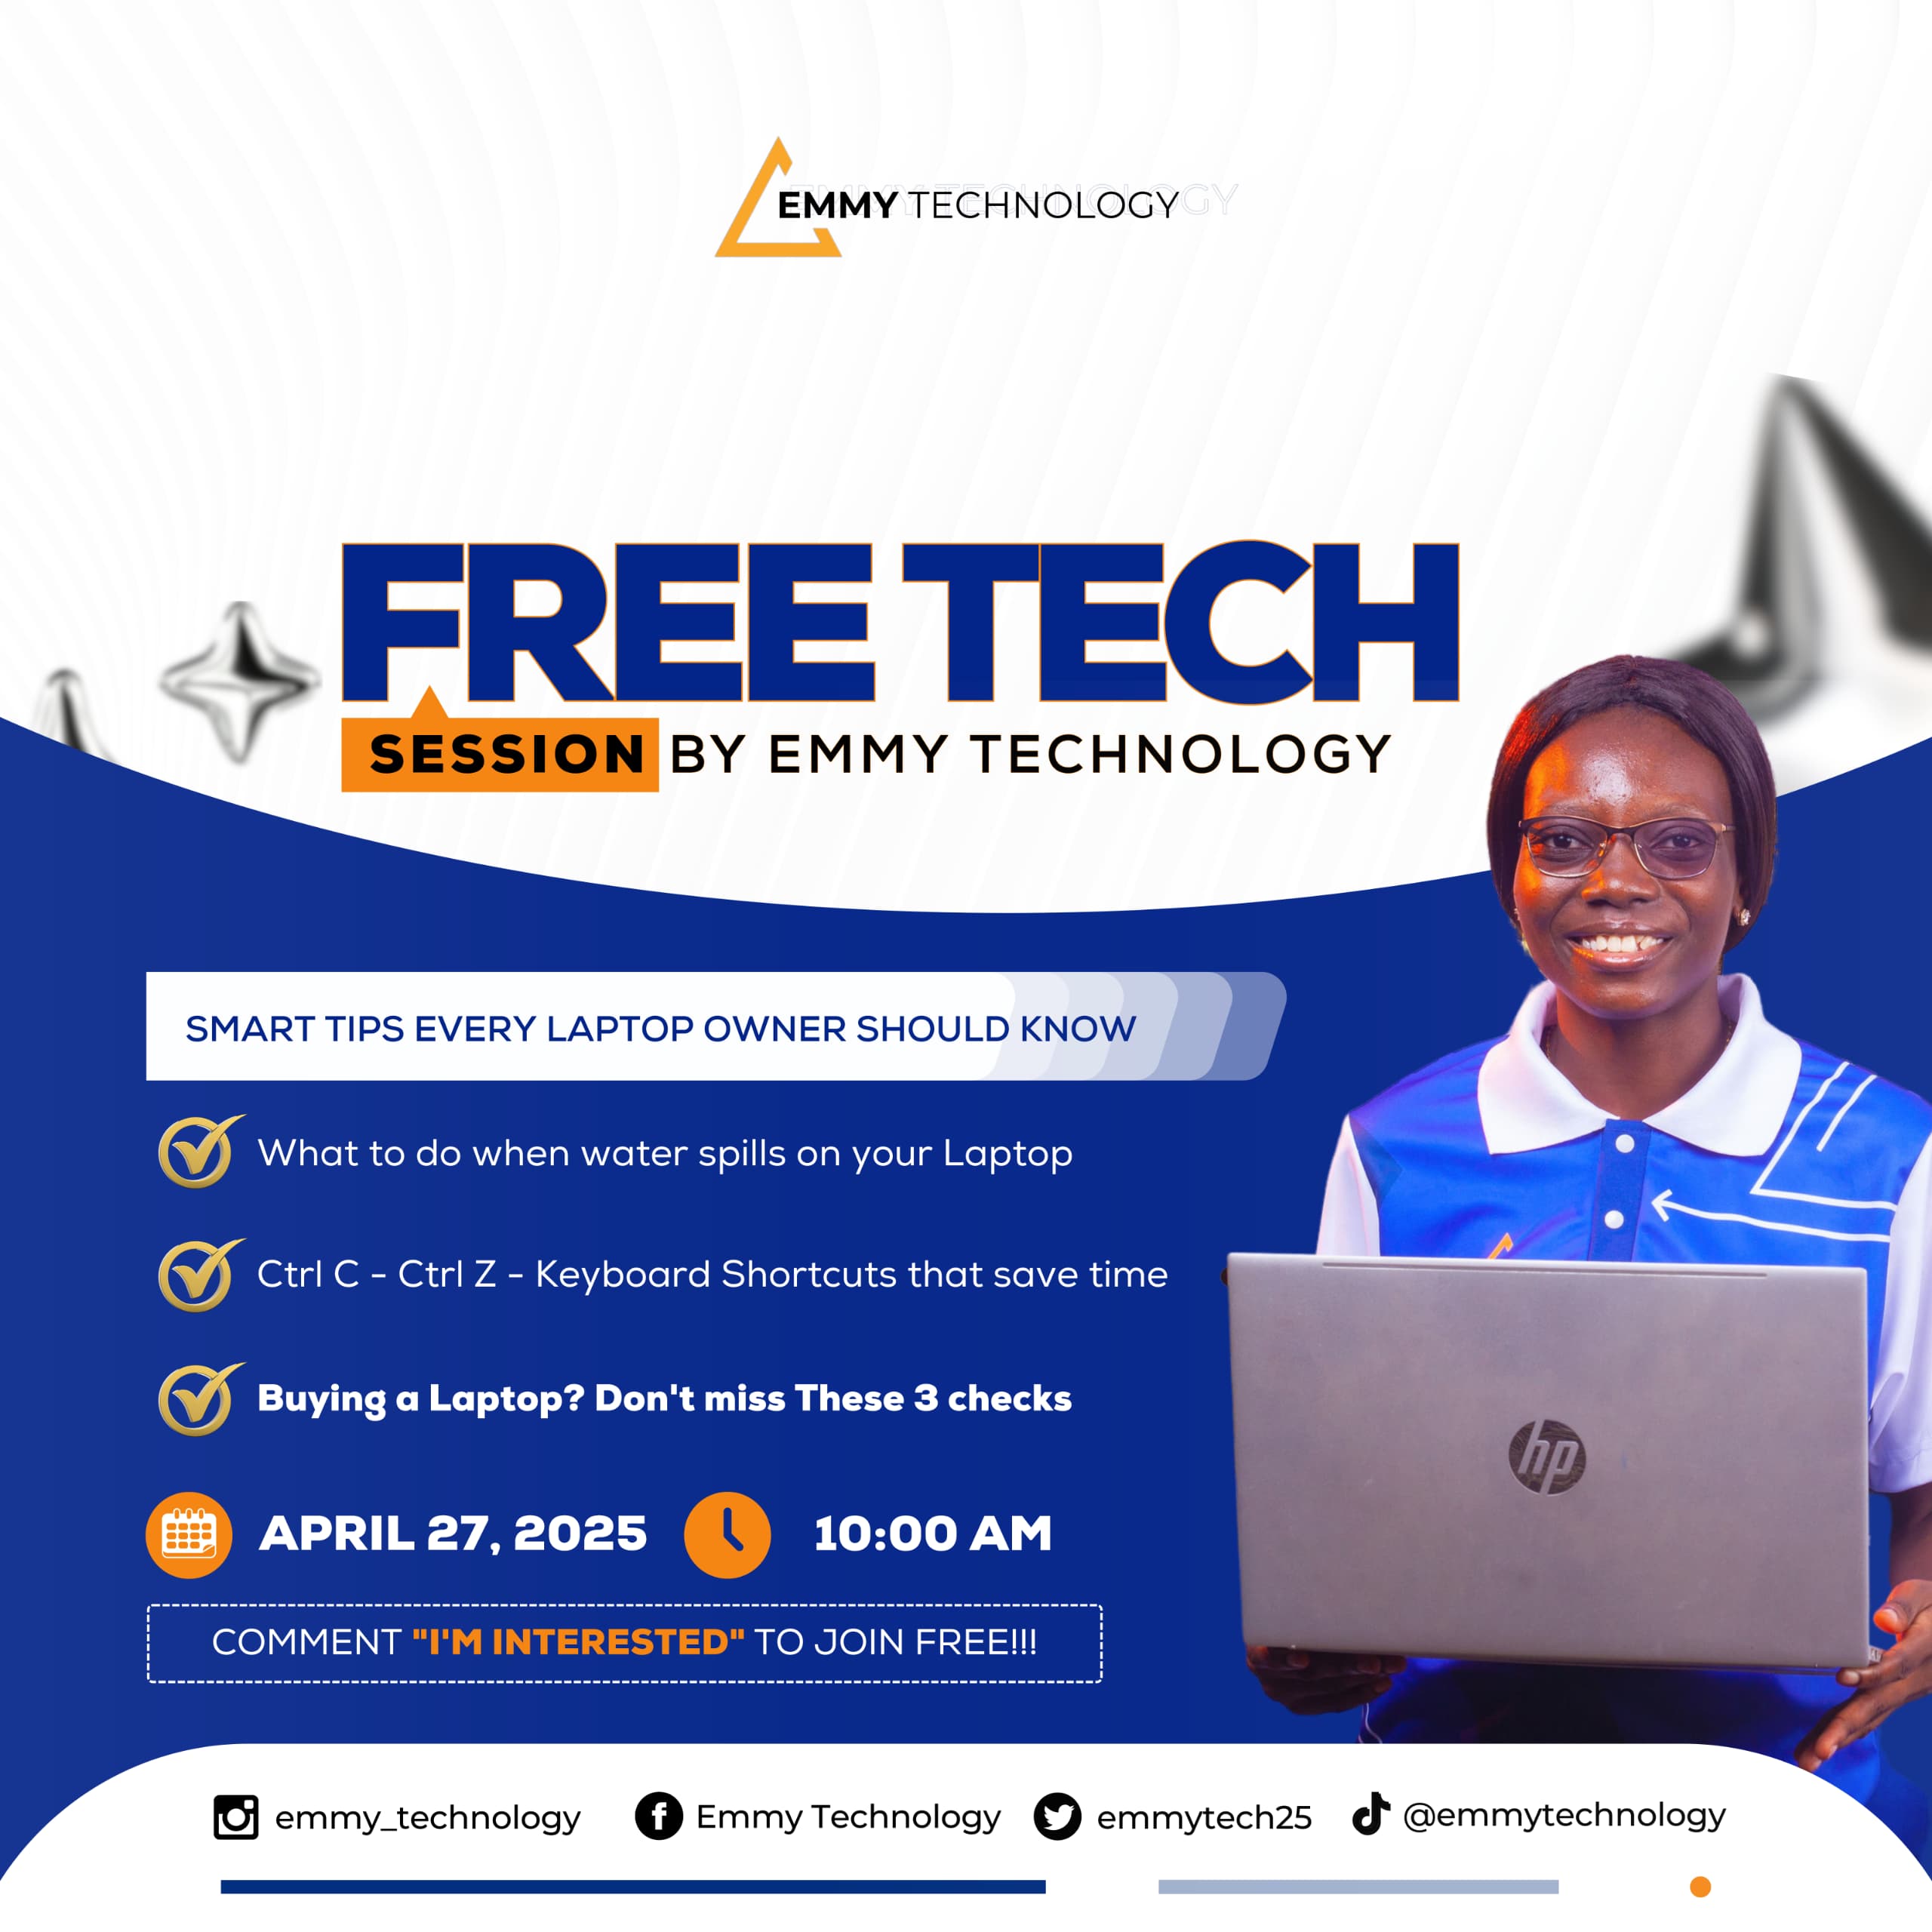 EMMY TECHNOLOGY
FREE TECH
SESSION BY EMMY TECHNOLOGY
SMART TIPS EVERY LAPTOP OWNER SHOULD KNOW
What to do when water spills on your Laptop
Ctrl C - Ctrl Z - Keyboard Shortcuts that save time
Buying a Laptop? Don't miss These 3 checks
APRIL 27, 2025 10:00 AM
COMMENT "I'M INTERESTED" TO JOIN FREE!!!
hp
emmy_technology Emmy Technology emmytech25 @emmytechnology